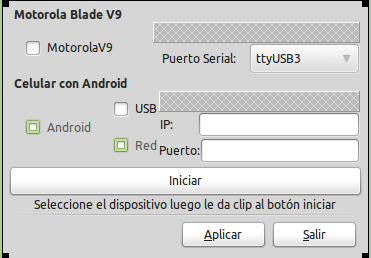 Motorola Blade V9
MotorolaV9
Puerto Serial: ttyUSB3
Celular con Android
USB
Android
IP:
Red Puerto:
Iniciar
Seleccione el dispositivo luego le da clip al botón iniciar
Aplicar Salir